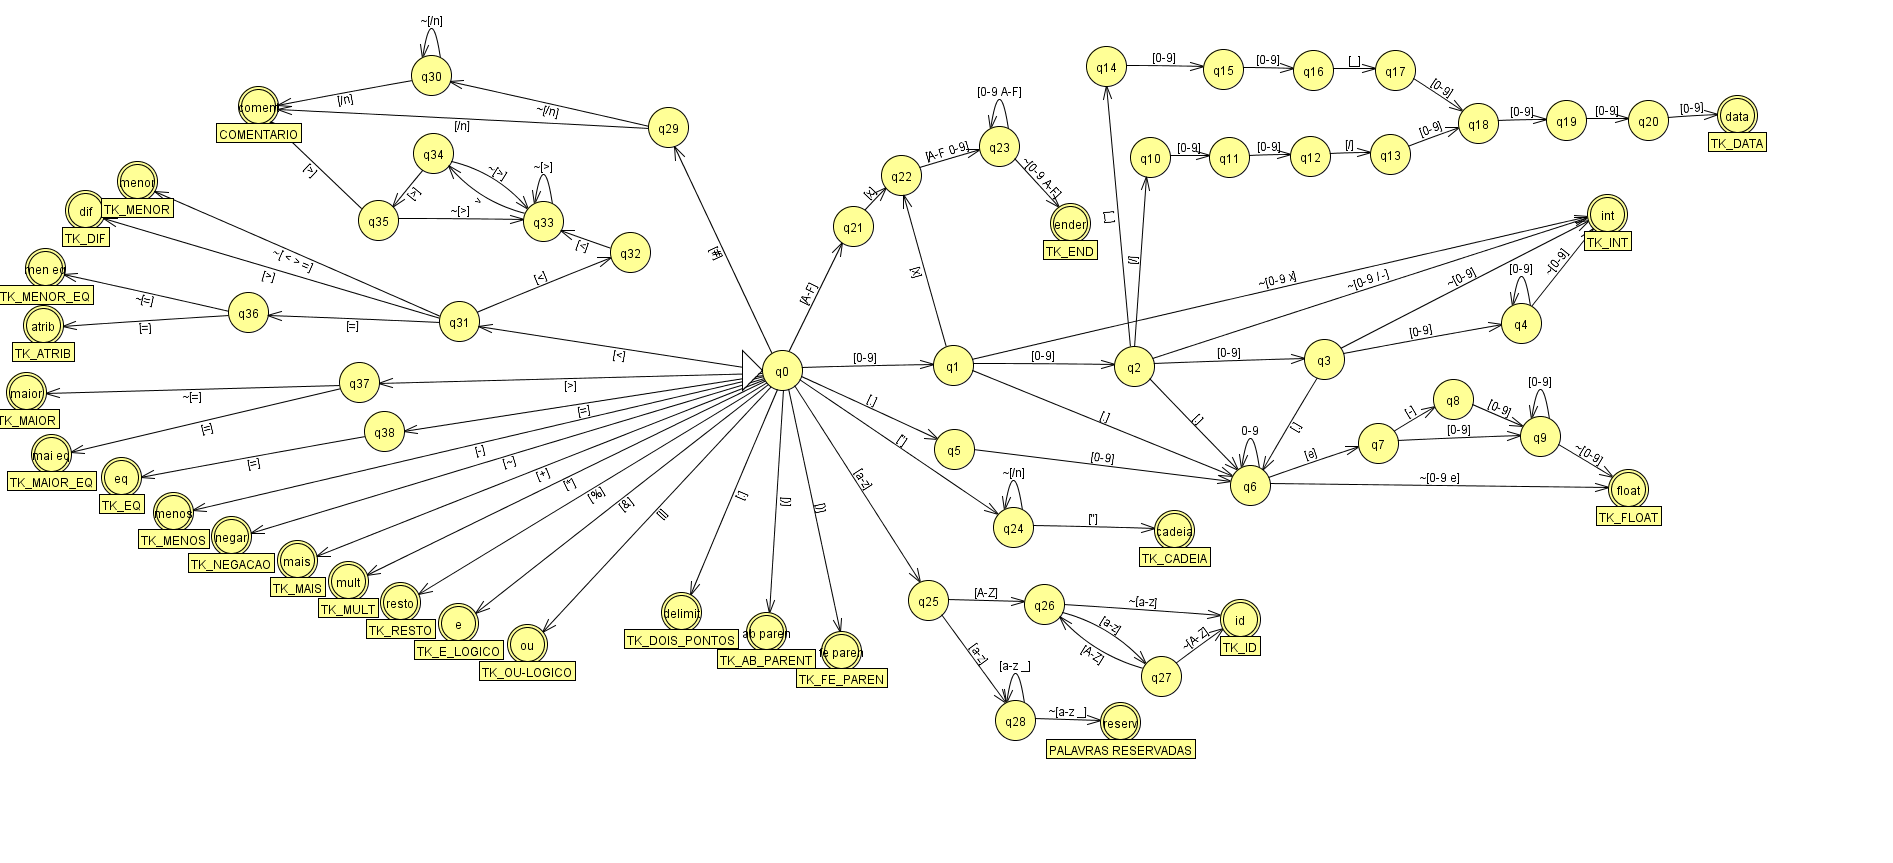 ~[/n]
q30
coment
COMENTARIO
[/n]
~[/n]
[/n]
q29
q34
~[>]
~[>]
[>]
[>]
>
q35
~[>]
q33
[<]
q32
menor
TK_MENOR
dif
TK_DIF
~[ < > =]
[>]
[<]
men eq
TK_MENOR_EQ
~[=]
q36
[=]
q31
atrib
TK_ATRIB
[=]
[<]
[#]
[A-F]
q21
[x]
q22
[A-F 0-9]
[0-9 A-F]
q23
~[0-9 A-F]
ender
TK_END
[x]
q14
[0-9]
q15
[0-9]
q16
[_]
q17
[0-9]
q10
[0-9]
q11
[0-9]
q12
[/]
q13
[0-9]
q18
[0-9]
q19
[0-9]
q20
[0-9]
data
TK_DATA
[_]
[/]
int
TK_INT
~[0-9 x]
~[0-9 / -]
~[0-9]
~[0-9]
[0-9]
q4
[0-9]
q0
[0-9]
q1
[0-9]
q2
[0-9]
q3
maior
TK_MAIOR
~[=]
q37
[>]
[=]
mai eq
TK_MAIOR_EQ
q38
[=]
[=]
eq
TK_EQ
menos
TK_MENOS
[-]
negar
TK_NEGACAO
[~]
mais
TK_MAIS
[+]
mult
TK_MULT
[*]
resto
TK_RESTO
[%]
e
TK_E_LOGICO
[&]
ou
TK_OU-LOGICO
[|]
delimit
TK_DOIS_PONTOS
[:]
ab paren
TK_AB_PARENT
[(]
fe paren
TK_FE_PAREN
[)]
[.]
q5
[0-9]
[.]
[.]
[.]
0-9
q6
[e]
q7
[-]
q8
[0-9]
[0-9]
[0-9]
q9
~[0-9]
~[0-9 e]
float
TK_FLOAT
["]
~[/n]
q24
["]
cadeia
TK_CADEIA
[a-z]
q25
[A-Z]
q26
~[a-z]
id
TK_ID
[a-z]
[A-Z]
~[A-Z]
q27
[a-z]
[a-z _]
q28
~[a-z _]
reserv
PALAVRAS RESERVADAS